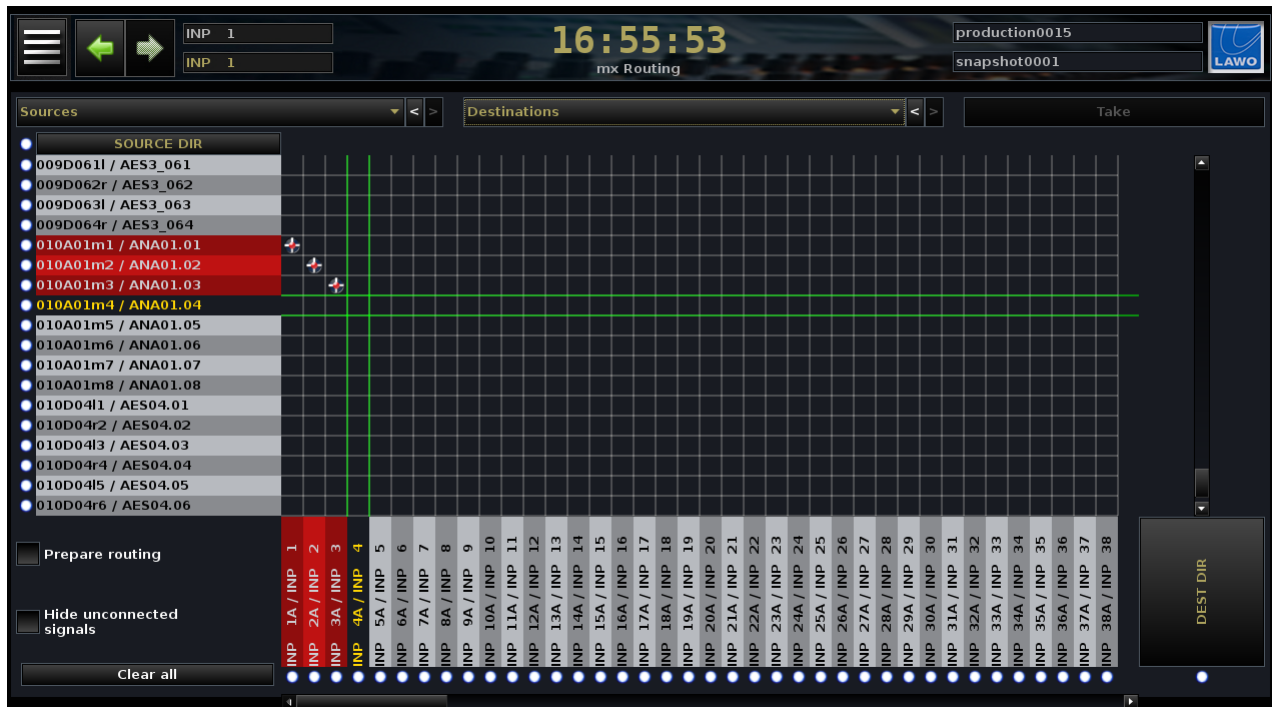 INP 1
INP 1
16:55:53
mx Routing
production0015
snapshot0001
LAWO
Sources
<
>
Destinations
<
>
Take
SOURCE DIR
009D061l / AES3_061
009D062r / AES3_062
009D063l / AES3_063
009D064r / AES3_064
010A01m1 / ANA01.01
010A01m2 / ANA01.02
010A01m3 / ANA01.03
010A01m4 / ANA01.04
010A01m5 / ANA01.05
010A01m6 / ANA01.06
010A01m7 / ANA01.07
010A01m8 / ANA01.08
010D04l1 / AES04.01
010D04r2 / AES04.02
010D04l3 / AES04.03
010D04r4 / AES04.04
010D04l5 / AES04.05
010D04r6 / AES04.06
Prepare routing
Hide unconnected
signals
Clear all
INP 1A / INP 1
INP 2A / INP 2
INP 3A / INP 3
INP 4A / INP 4
INP 5A / INP 5
INP 6A / INP 6
INP 7A / INP 7
INP 8A / INP 8
INP 9A / INP 9
INP 10A / INP 10
INP 11A / INP 11
INP 12A / INP 12
INP 13A / INP 13
INP 14A / INP 14
INP 15A / INP 15
INP 16A / INP 16
INP 17A / INP 17
INP 18A / INP 18
INP 19A / INP 19
INP 20A / INP 20
INP 21A / INP 21
INP 22A / INP 22
INP 23A / INP 23
INP 24A / INP 24
INP 25A / INP 25
INP 26A / INP 26
INP 27A / INP 27
INP 28A / INP 28
INP 29A / INP 29
INP 30A / INP 30
INP 31A / INP 31
INP 32A / INP 32
INP 33A / INP 33
INP 34A / INP 34
INP 35A / INP 35
INP 36A / INP 36
INP 37A / INP 37
INP 38A / INP 38
DEST DIR